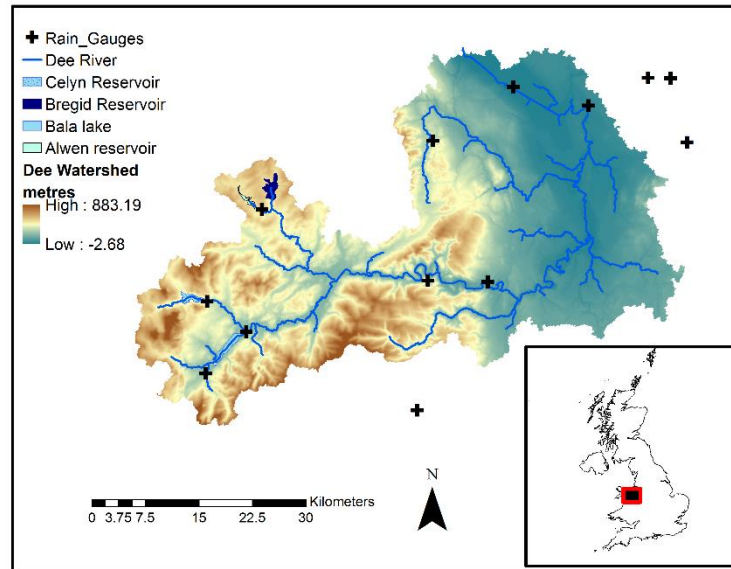 Rain_Gauges
Dee River
Celyn Reservoir
Bregid Reservoir
Bala lake
Alwen reservoir
Dee Watershed
metres
High : 883.19
Low : -2.68
N
Kilometers
0 3.75 7.5 15 22.5 30